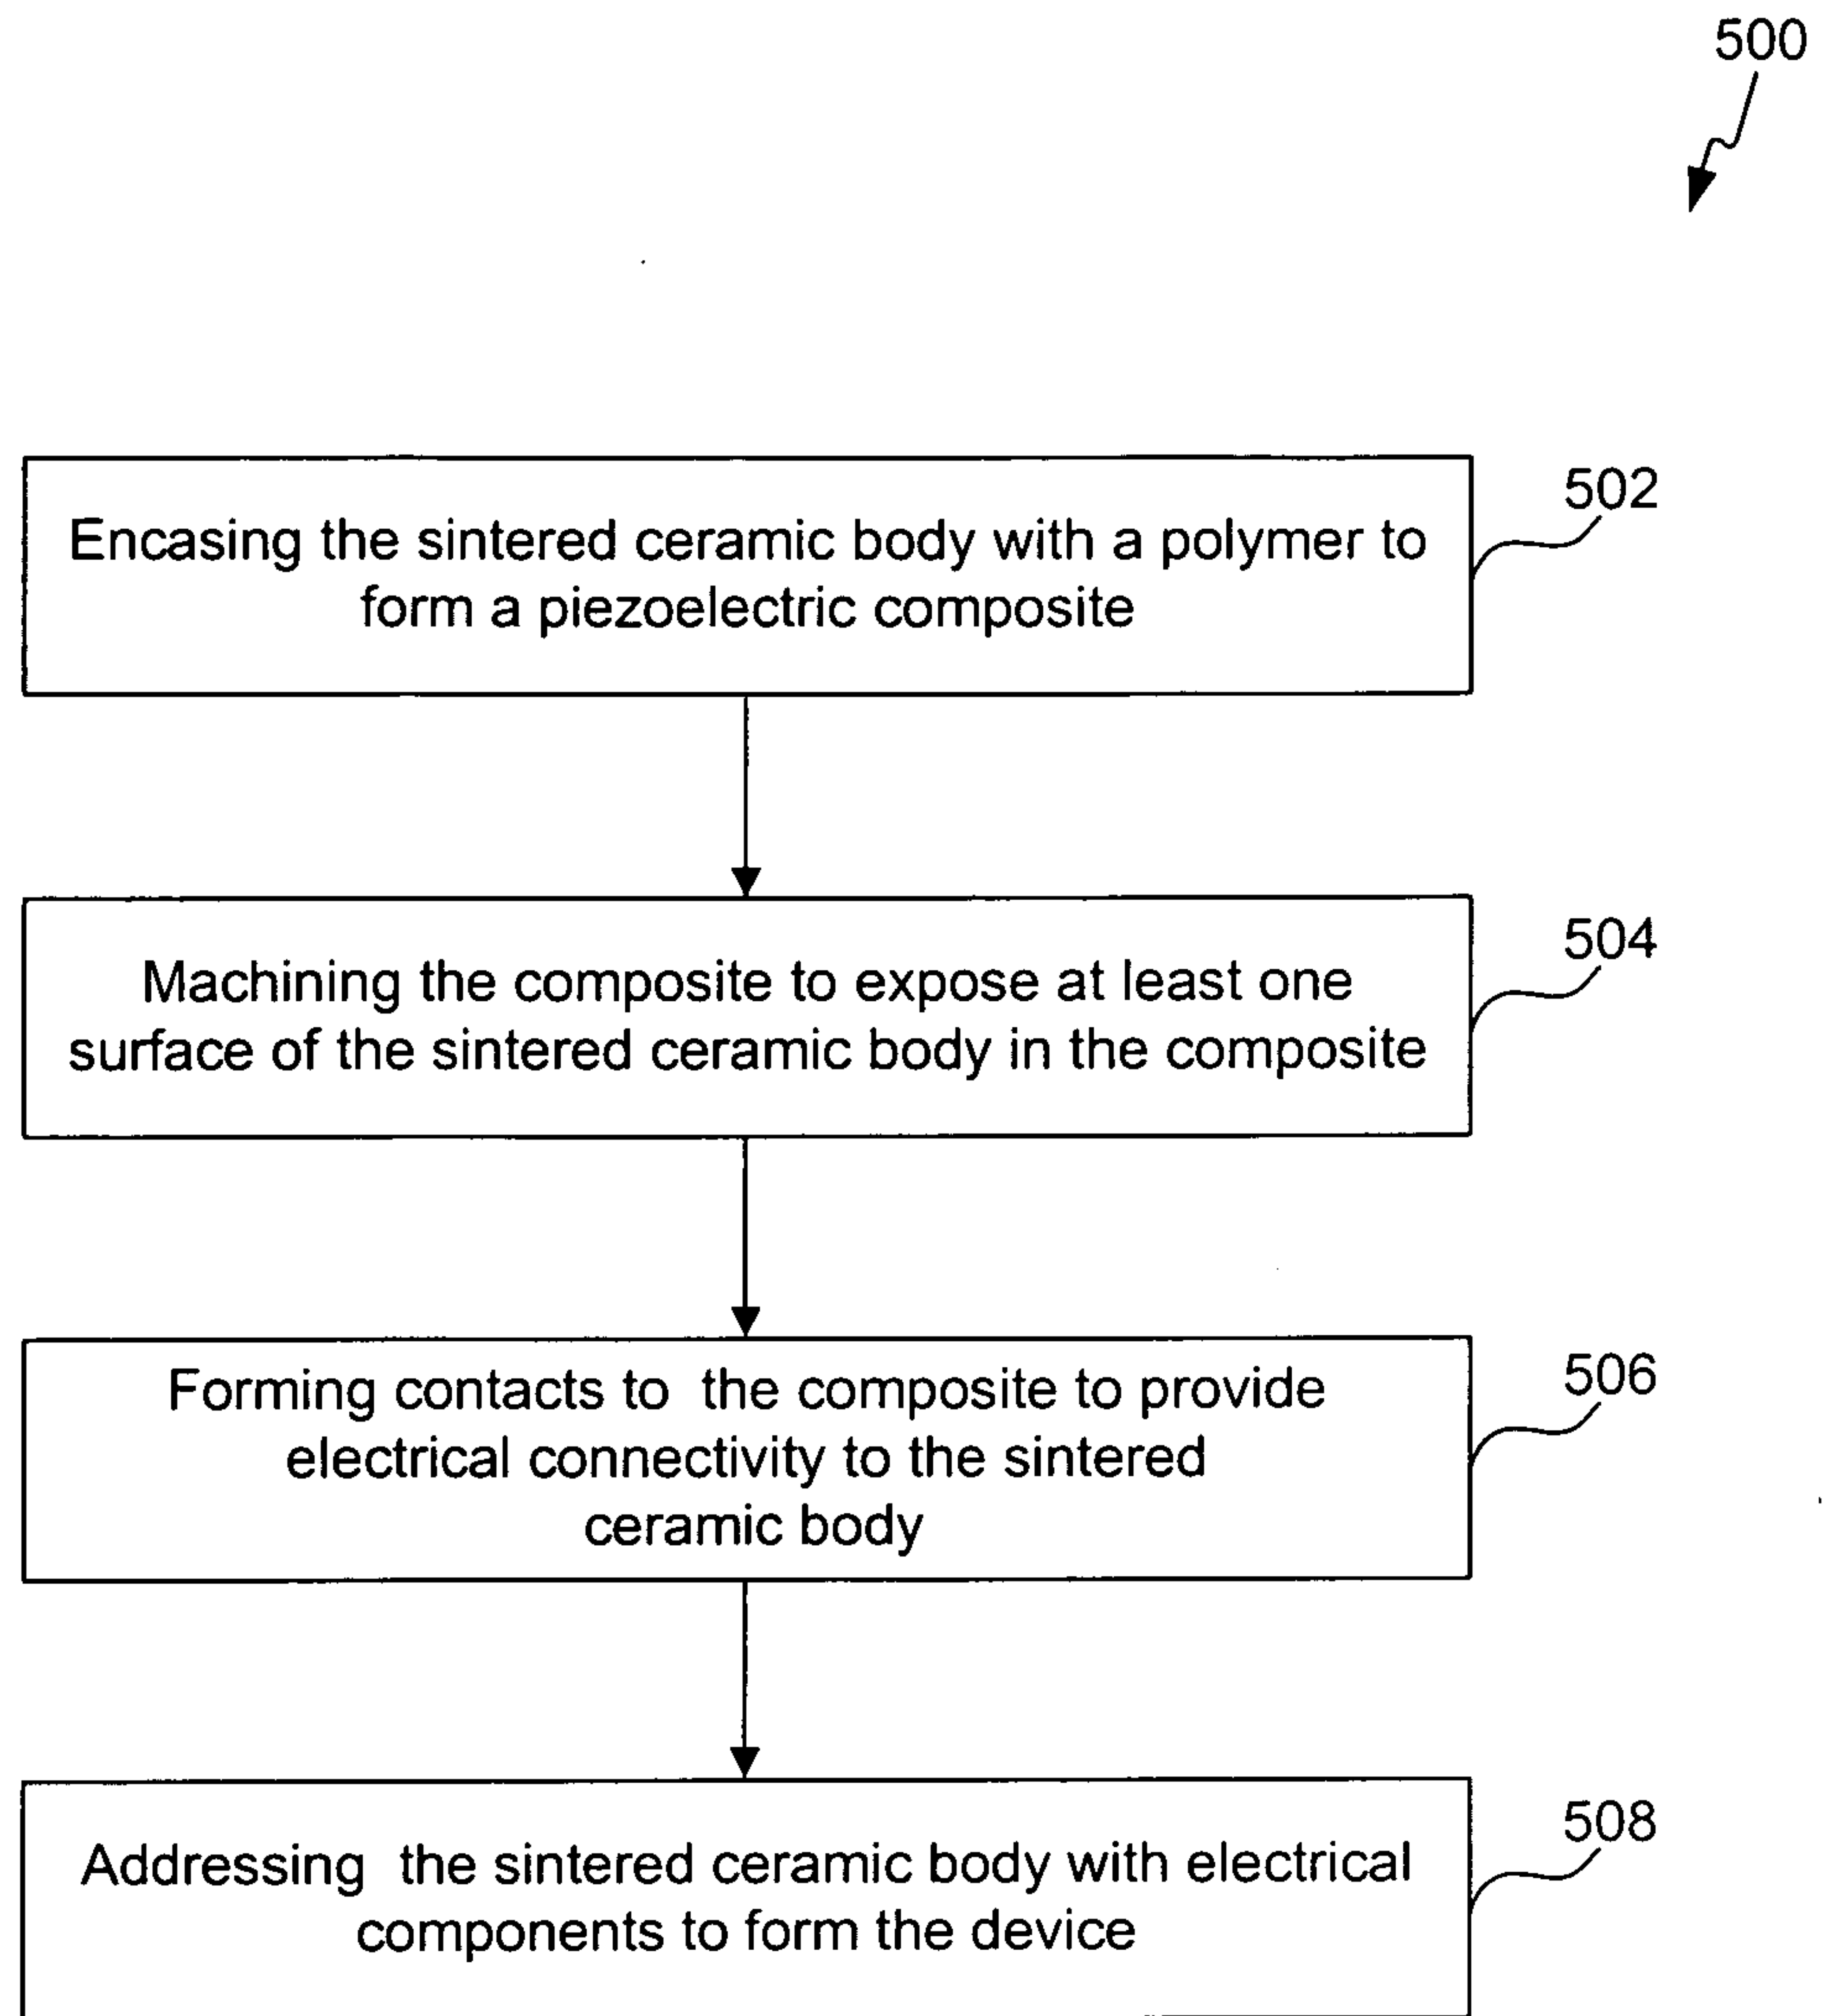 500
Encasing the sintered ceramic body with a polymer to
form a piezoelectric composite
502
Machining the composite to expose at least one
surface of the sintered ceramic body in the composite
504
Forming contacts to the composite to provide
electrical connectivity to the sintered
ceramic body
506
Addressing the sintered ceramic body with electrical
components to form the device
508